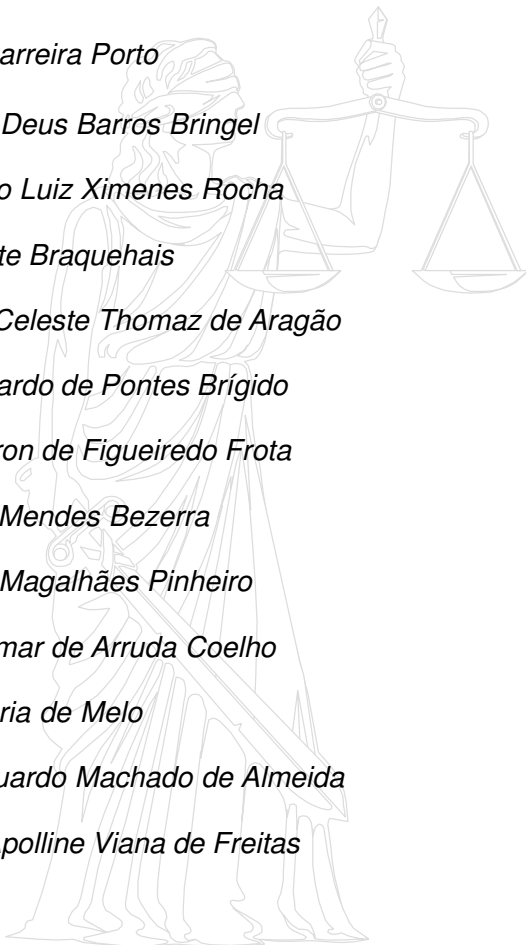 arreira Porto
Deus Barros Bringel
o Luiz Ximenes Rocha
te Braquehais
Celeste Thomaz de Aragão
ardo de Pontes Brígido
ron de Figueiredo Frota
Mendes Bezerra
Magalhães Pinheiro
mar de Arruda Coelho
ria de Melo
uardo Machado de Almeida
polline Viana de Freitas